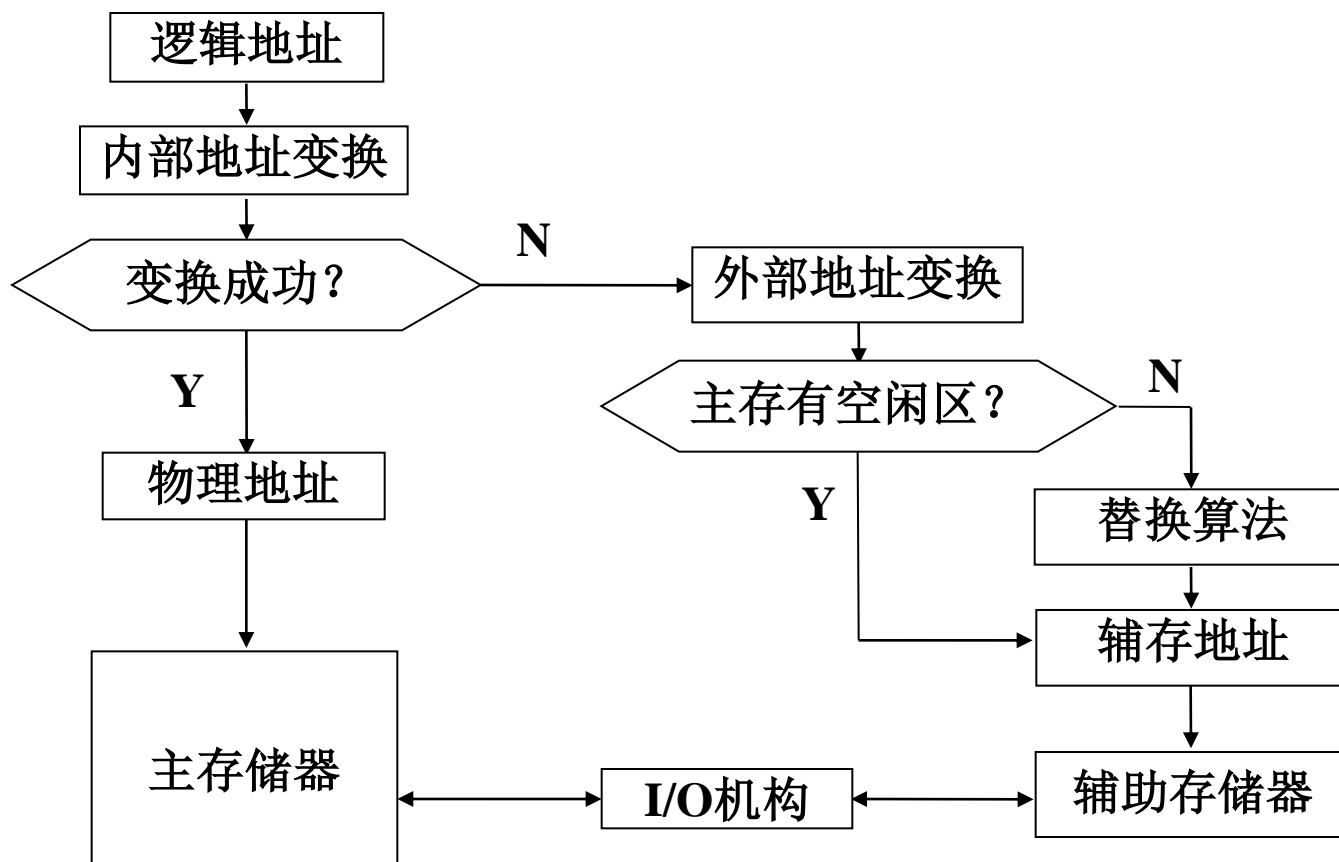 逻辑地址
内部地址变换
变换成功？
N
外部地址变换
Y
主存有空闲区？
N
物理地址
Y
替换算法
辅存地址
主存储器
I/O机构
辅助存储器